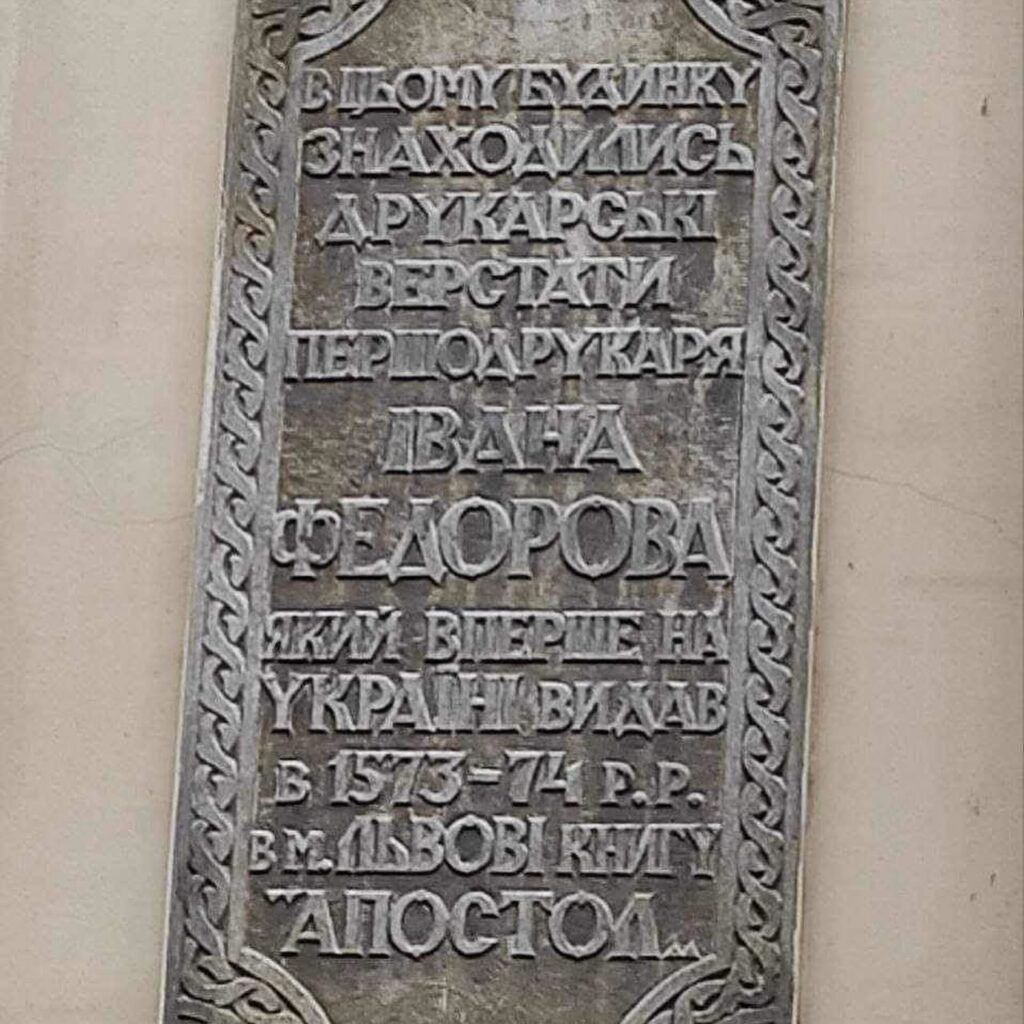 В ЦЬОМУ БУДИНКУ
ЗНАХОДИЛИСЬ
ДРУКАРСЬКІ
ВЕРСТАТИ
ПЕРШОДРУКАРЯ
ІВАНА
ФЕДОРОВА
ЯКИЙ ВПЕРШЕ НА
УКРАЇНІ ВИДАВ
В 1573-74 Р.Р.
В М. ЛЬВОВІ КНИГУ
"АПОСТОЛ„